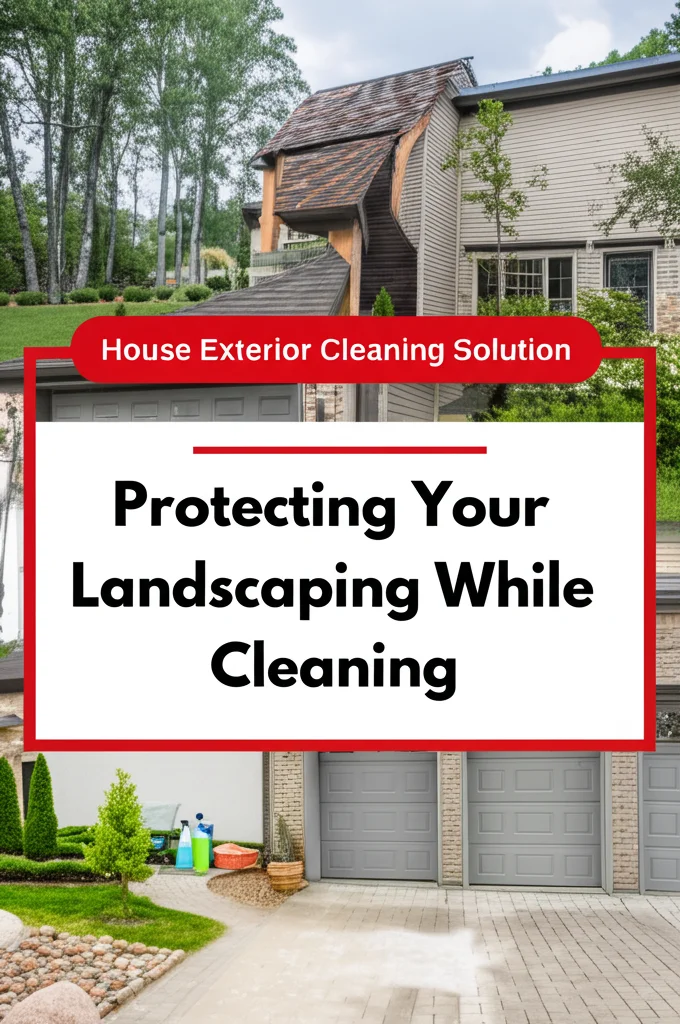 House Exterior Cleaning Solution
Protecting Your
Landscaping While
Cleaning